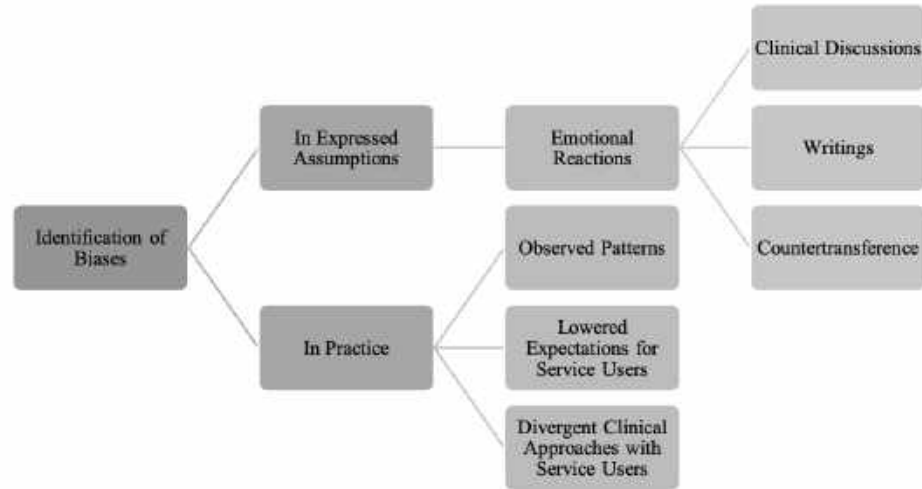 Identification of
Biases
In Expressed
Assumptions
Emotional
Reactions
Clinical Discussions
Writings
Countertransference
In Practice
Observed Patterns
Lowered
Expectations for
Service Users
Divergent Clinical
Approaches with
Service Users